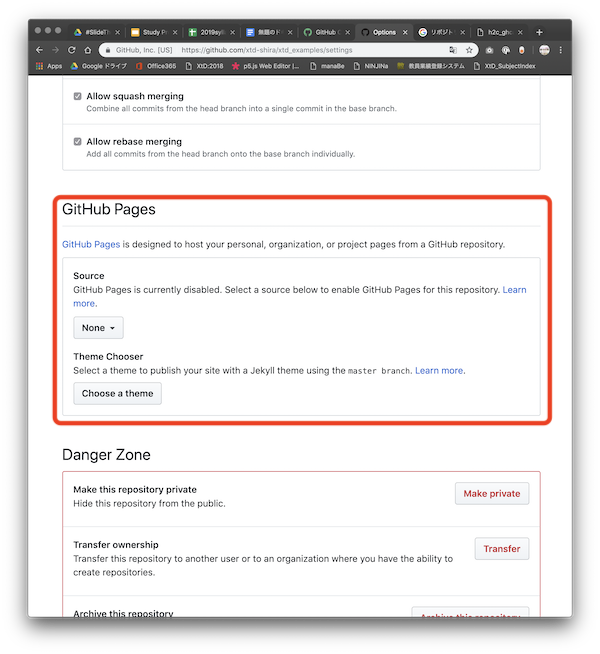 #SlideTh
Study P
2019syll
無題のド
GitHub G
Options
リポジト
h2c_gho
GitHub, Inc. [US] https://github.com/xtd-shira/xtd_examples/settings
Apps Google ドライブ Office365 XtD:2018 p5.js Web Editor |... manaBe NINJINa 教員業績登録システム XtD_SubjectIndex
Allow squash merging
Combine all commits from the head branch into a single commit in the base branch.
Allow rebase merging
Add all commits from the head branch onto the base branch individually.
GitHub Pages
GitHub Pages is designed to host your personal, organization, or project pages from a GitHub repository.
Source
GitHub Pages is currently disabled. Select a source below to enable GitHub Pages for this repository. Learn
more.
None
Theme Chooser
Select a theme to publish your site with a Jekyll theme using the master branch. Learn more.
Choose a theme
Danger Zone
Make this repository private
Hide this repository from the public.
Make private
Transfer ownership
Transfer this repository to another user or to an organization where you have the ability to
create repositories.
Transfer
Archive this repository
Archive this repository